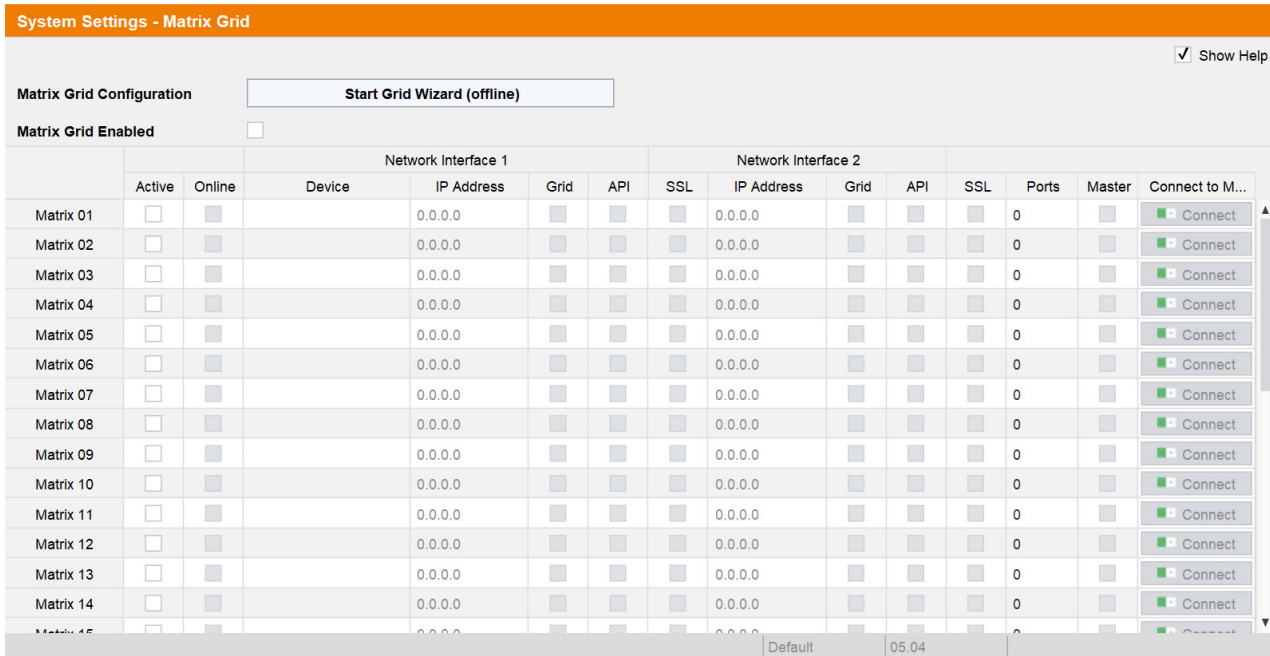 System Settings - Matrix Grid
Show Help
Matrix Grid Configuration Start Grid Wizard (offline)
Matrix Grid Enabled
Network Interface 1 Network Interface 2
Active Online Device IP Address Grid API SSL IP Address Grid API SSL Ports Master Connect to M...
Matrix 01 0.0.0.0 0.0.0.0 0 Connect
Matrix 02 0.0.0.0 0.0.0.0 0 Connect
Matrix 03 0.0.0.0 0.0.0.0 0 Connect
Matrix 04 0.0.0.0 0.0.0.0 0 Connect
Matrix 05 0.0.0.0 0.0.0.0 0 Connect
Matrix 06 0.0.0.0 0.0.0.0 0 Connect
Matrix 07 0.0.0.0 0.0.0.0 0 Connect
Matrix 08 0.0.0.0 0.0.0.0 0 Connect
Matrix 09 0.0.0.0 0.0.0.0 0 Connect
Matrix 10 0.0.0.0 0.0.0.0 0 Connect
Matrix 11 0.0.0.0 0.0.0.0 0 Connect
Matrix 12 0.0.0.0 0.0.0.0 0 Connect
Matrix 13 0.0.0.0 0.0.0.0 0 Connect
Matrix 14 0.0.0.0 0.0.0.0 0 Connect
Default 05.04